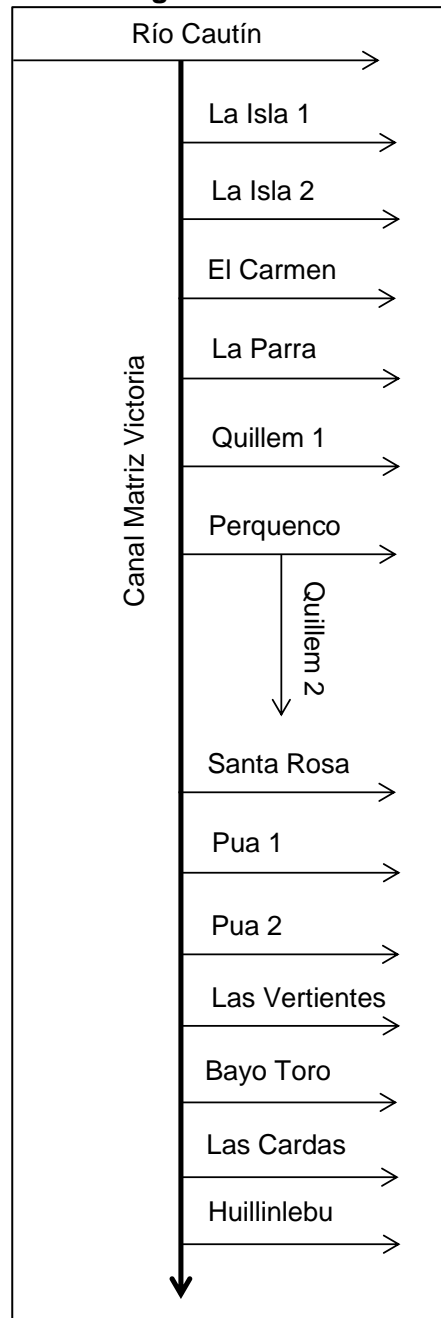 Río Cautín
La Isla 1
La Isla 2
El Carmen
La Parra
Canal Matriz Victoria
Quillem 1
Perquenco
Quillem 2
Santa Rosa
Pua 1
Pua 2
Las Vertientes
Bayo Toro
Las Cardas
Huillinlebu